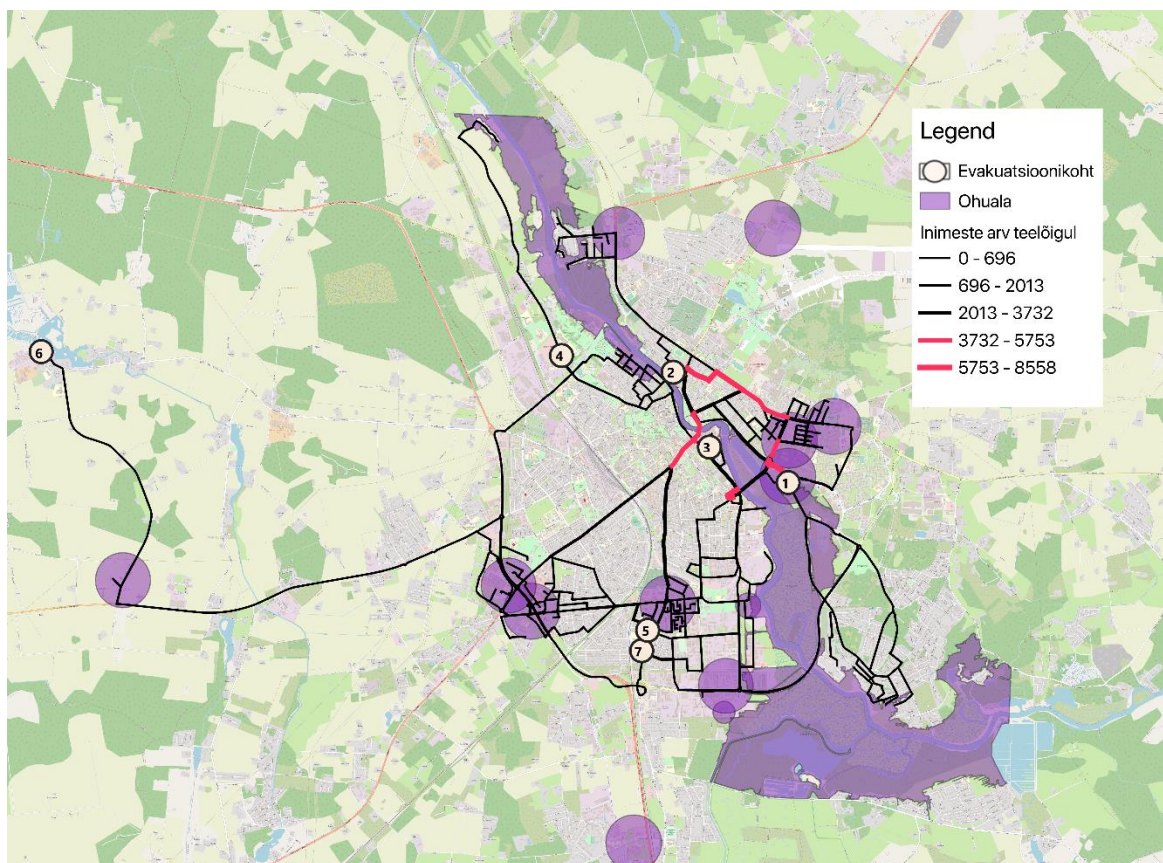 Legend
Evakuatsioonikoht
Ohuala
Inimeste arv teelõigul
0 - 696
696 - 2013
2013 - 3732
3732 - 5753
5753 - 8558
6
4
2
3
1
5
7